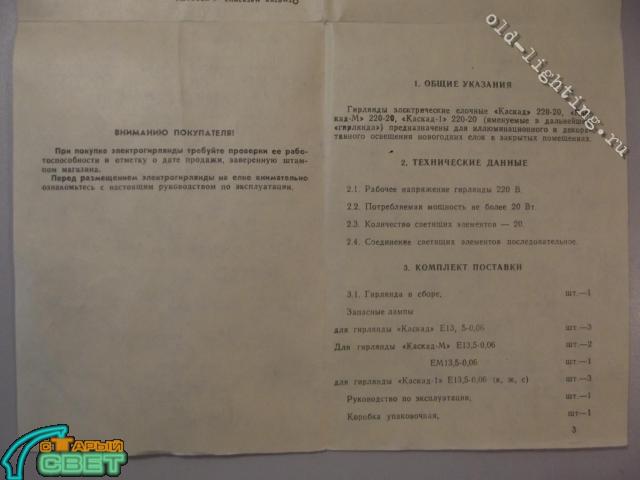 ВНИМАНИЮ ПОКУПАТЕЛЯ!
При покупке электрогирлянды требуйте проверки ее рабо-
тоспособности и отметку о дате продажи, заверенную штам-
пом магазина.
Перед размещением электрогирлянды на елке внимательно
ознакомьтесь с настоящим руководством по эксплуатации.
1. ОБЩИЕ УКАЗАНИЯ
Гирлянды электрические елочные «Каскад» 220-20,
кад-М» 220-20, «Каскад-1» 220-20 (именуемые в дальнейш
«гирлянда») предназначены для иллюминационного и декора
тивного освещения новогодних елок в закрытых помещениях.
2. ТЕХНИЧЕСКИЕ ДАННЫЕ
2.1. Рабочее напряжение гирлянды 220 В.
2.2. Потребляемая мощность не более 20 Вт.
2.3. Количество светящих элементов — 20.
2.4. Соединение светящих элементов последовательное.
3. КОМПЛЕКТ ПОСТАВКИ
3.1. Гирлянда в сборе, шт.—1
Запасные лампы
для гирлянды «Каскад» Е13, 5-0,06 шт.—3
Для гирлянды «Каскад-М» Е13,5-0,06 шт.—2
ЕМ13,5-0,06 шт.—1
для гирлянды «Каскад-1» Е13,5-0,06 (к, ж, с) шт.—3
Руководство по эксплуатации, шт.—1
Коробка упаковочная, шт—1
3
old-lighting.na.ru
СТАРЫЙ
СВЕТ